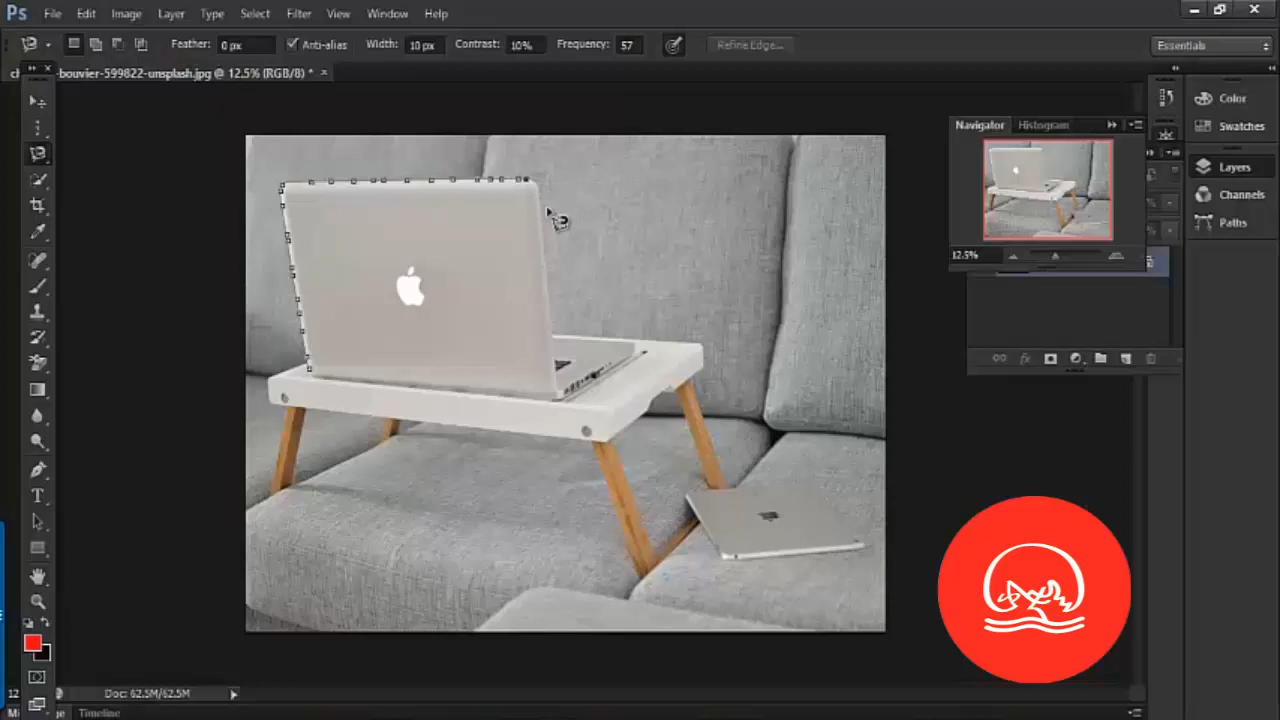 Ps File Edit Image Layer Type Select Filter View Window Help
Feather: 0 px Anti-alias Width: 10 px Contrast: 10% Frequency: 57 Refine Edge... Essentials
-bouvier-599822-unsplash.jpg @ 12.5% (RGB/8) *
Color
Swatches
Navigator Histogram
Layers
Channels
Paths
12.5%
T
Doc: 62.5M/62.5M
Timeline